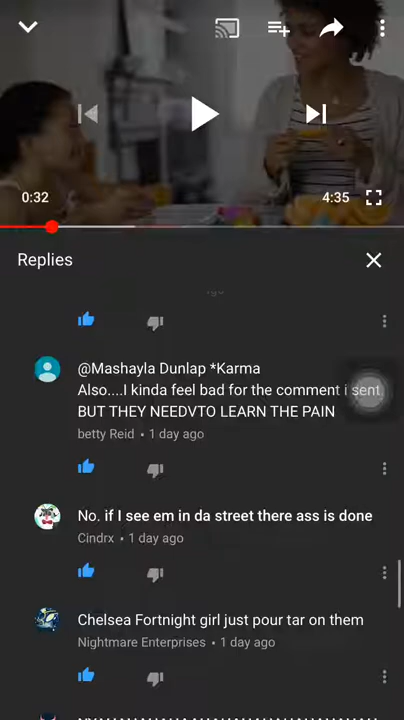 0:32
4:35
Replies
@Mashayla Dunlap *Karma
Also....I kinda feel bad for the comment i sent
BUT THEY NEEDVTO LEARN THE PAIN
betty Reid • 1 day ago
No. if I see em in da street there ass is done
Cindrx • 1 day ago
Chelsea Fortnight girl just pour tar on them
Nightmare Enterprises • 1 day ago